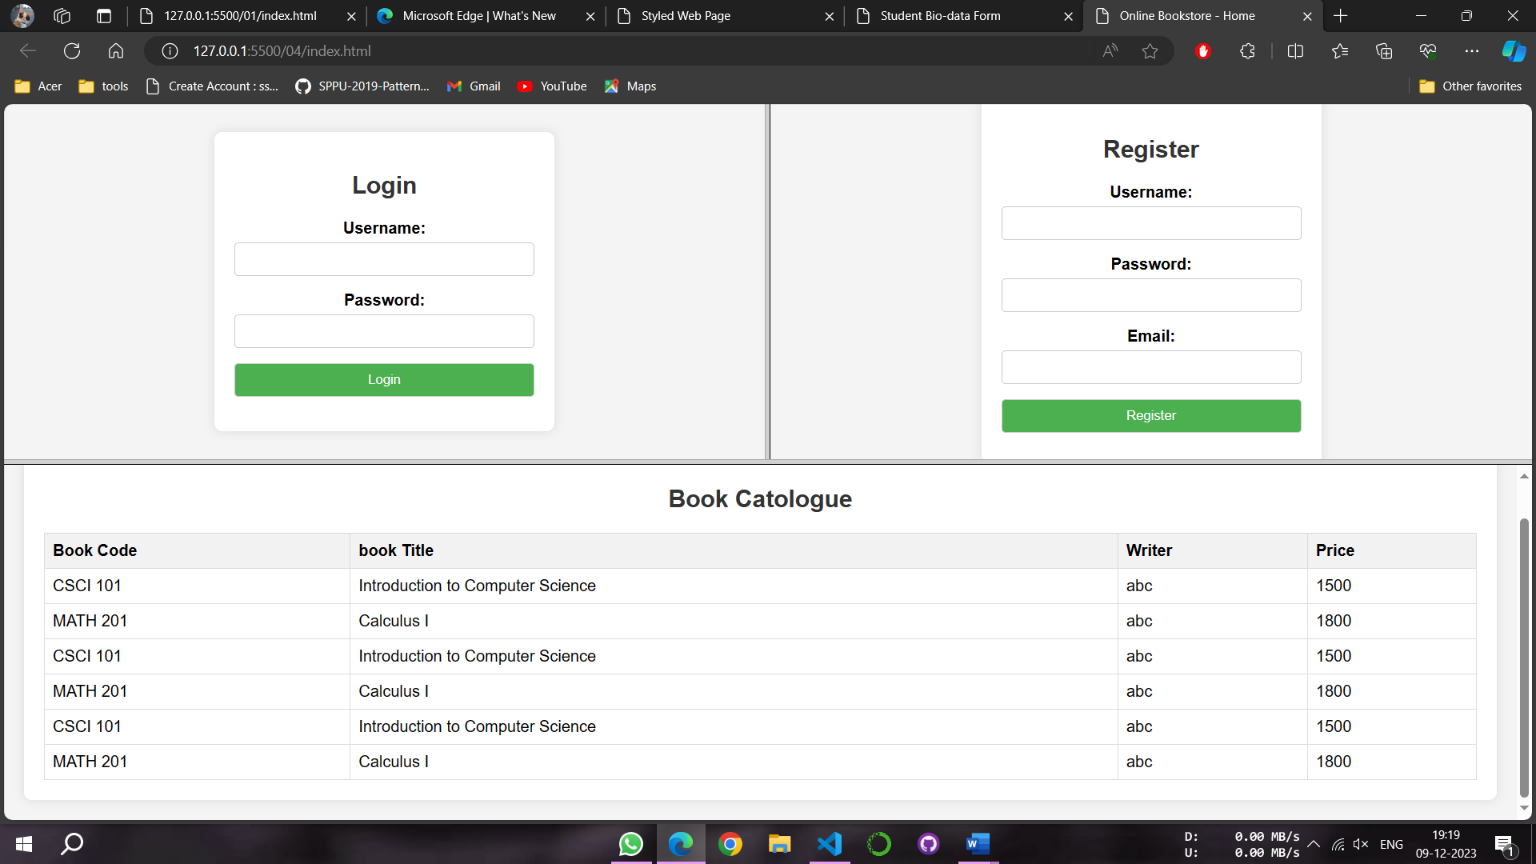 127.0.0.1:5500/01/index.html
Microsoft Edge | What's New
Styled Web Page
Student Bio-data Form
Online Bookstore - Home
127.0.0.1:5500/04/index.html
Acer
tools
Create Account : ss...
SPPU-2019-Pattern...
Gmail
YouTube
Maps
Other favorites
Login
Username:
Password:
Login
Register
Username:
Password:
Email:
Register
Book Catologue
Book Code book Title Writer Price
CSCI 101 Introduction to Computer Science abc 1500
MATH 201 Calculus I abc 1800
CSCI 101 Introduction to Computer Science abc 1500
MATH 201 Calculus I abc 1800
CSCI 101 Introduction to Computer Science abc 1500
MATH 201 Calculus I abc 1800
D: 0.00 MB/s
U: 0.00 MB/s
ENG
19:19
09-12-2023
1